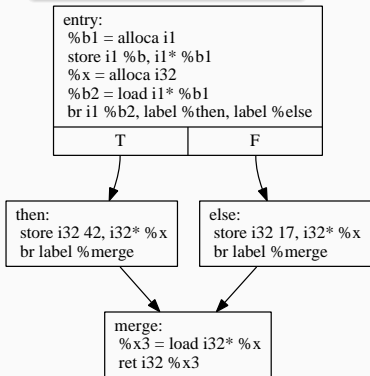 entry:
%b1 = alloca i1
store i1 %b, i1* %b1
%x = alloca i32
%b2 = load i1* %b1
br i1 %b2, label %then, label %else
T F
then:
store i32 42, i32* %x
br label %merge
else:
store i32 17, i32* %x
br label %merge
merge:
%x3 = load i32* %x
ret i32 %x3